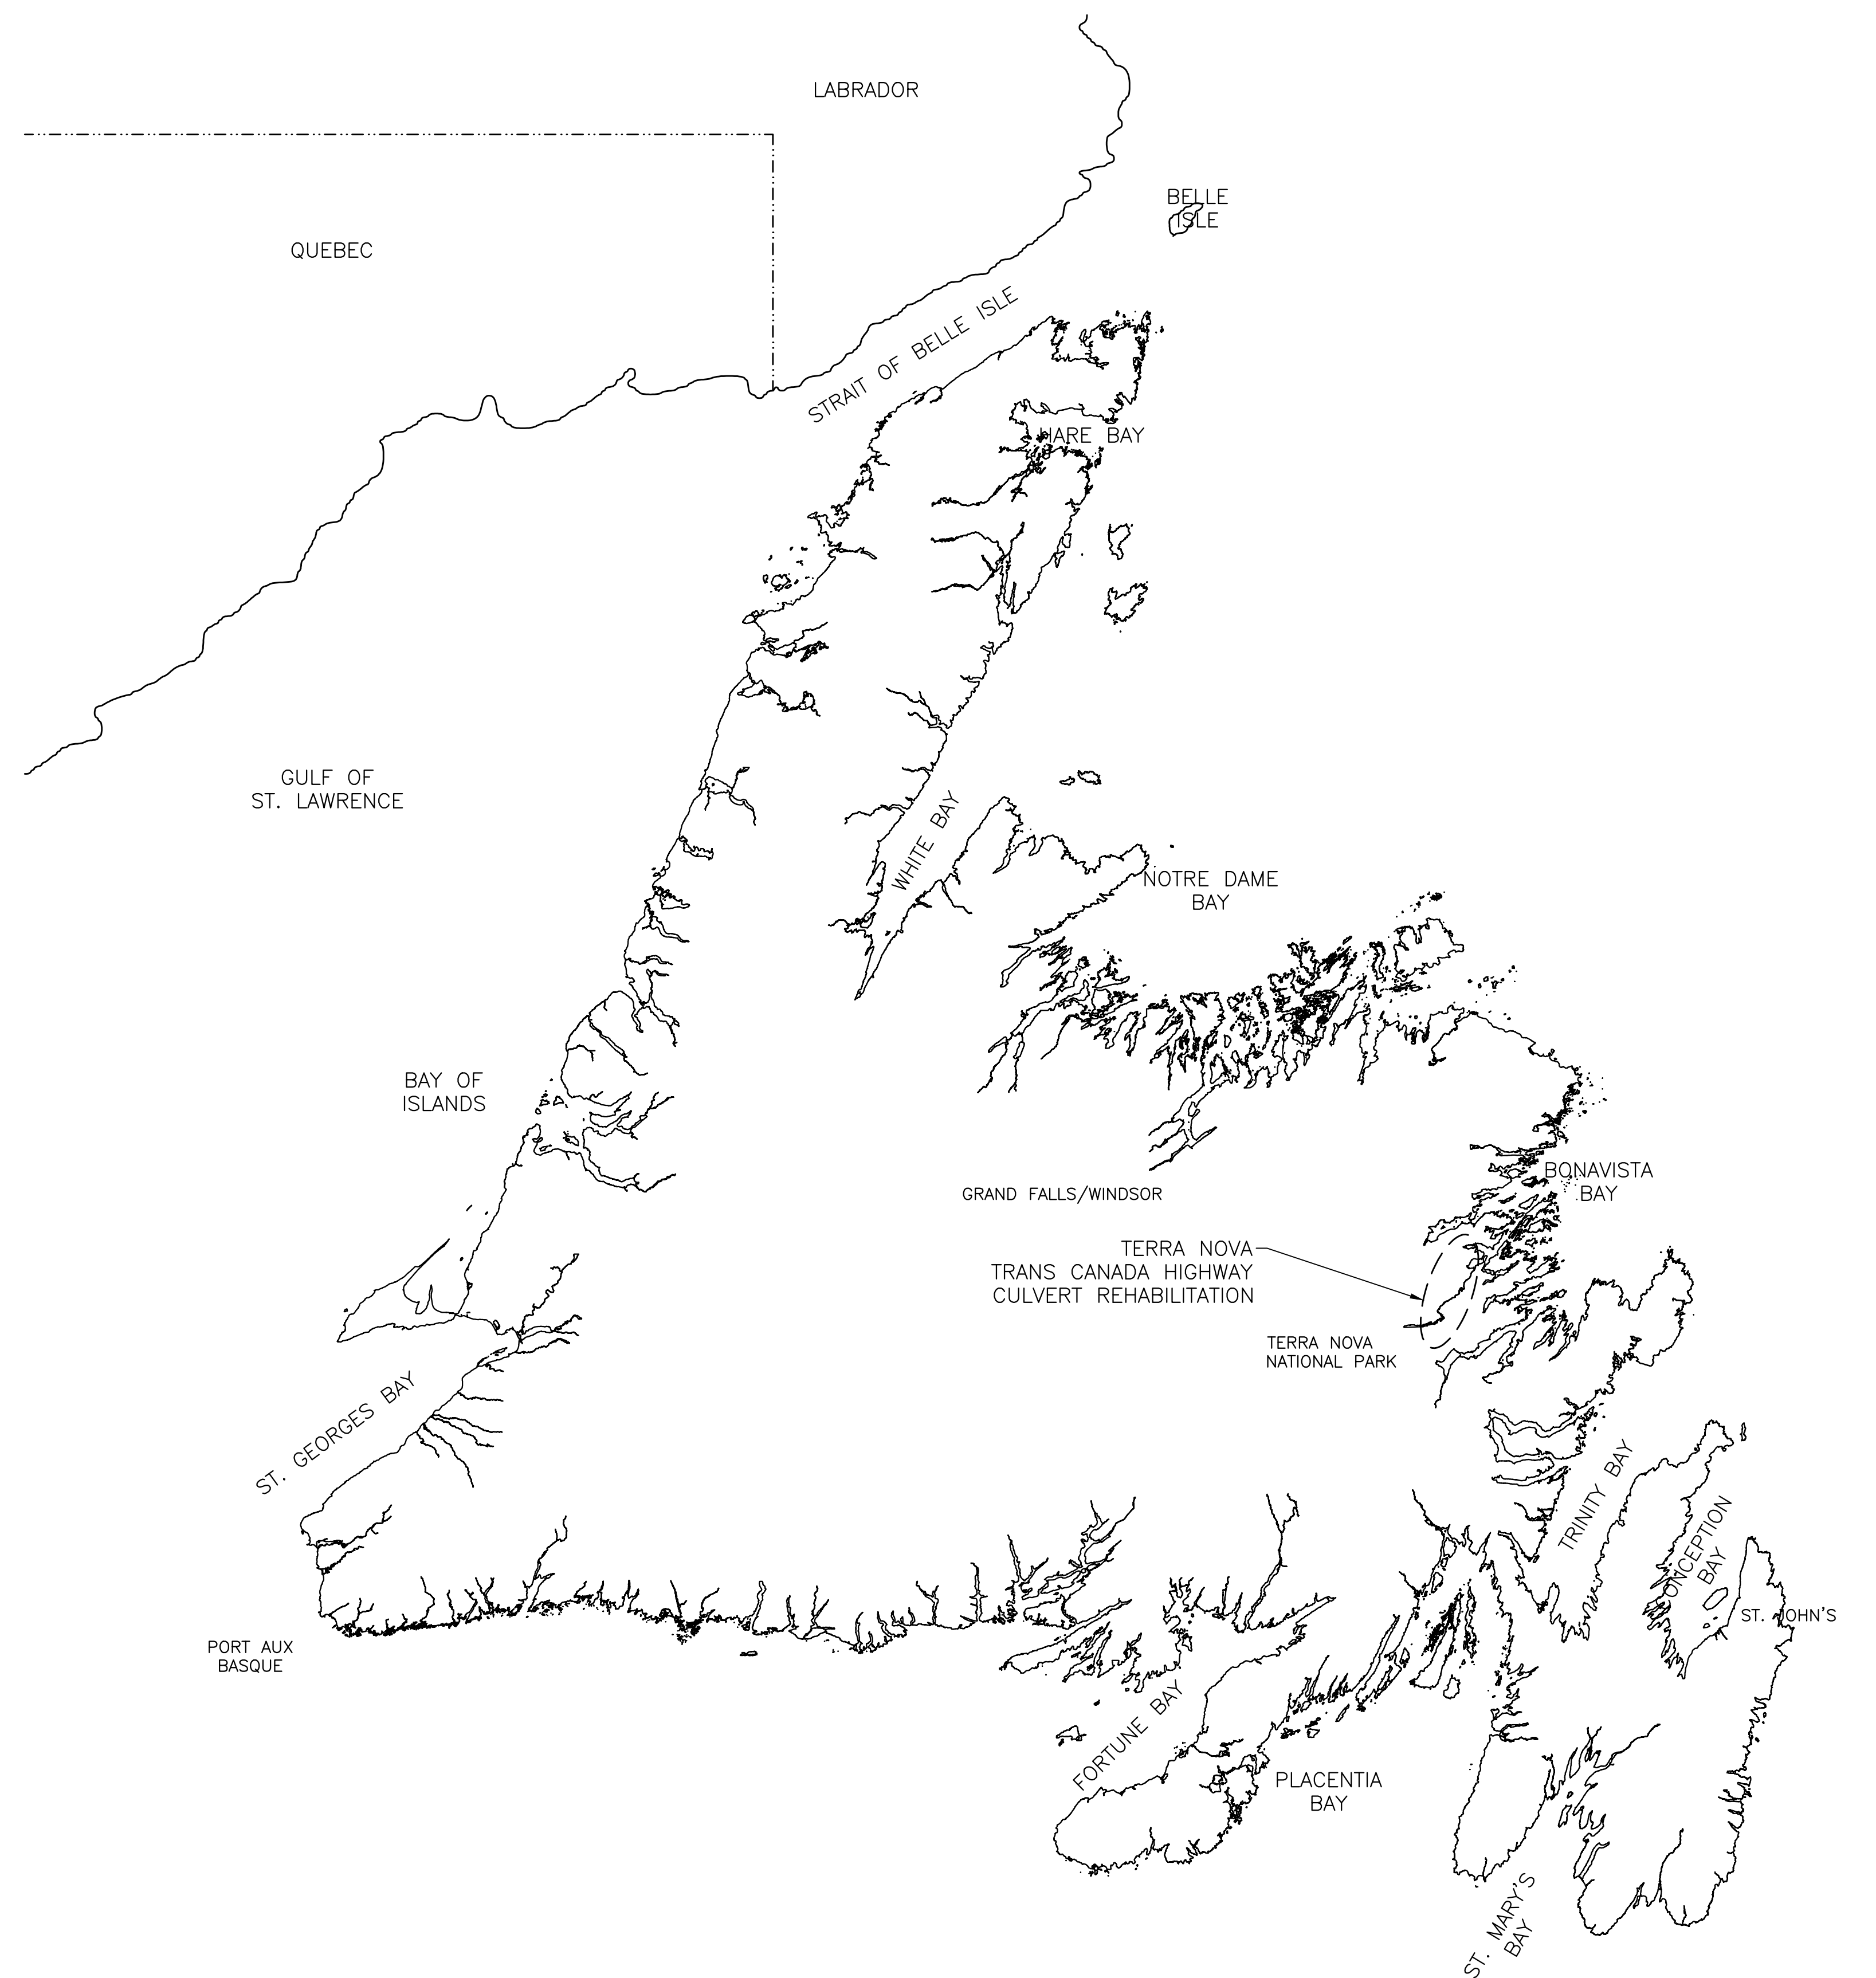 LABRADOR
BELLE
ISLE
QUEBEC
STRAIT OF BELLE ISLE
HARE BAY
GULF OF
ST. LAWRENCE
WHITE BAY
NOTRE DAME
BAY
BAY OF
ISLANDS
BONAVISTA
BAY
GRAND FALLS/WINDSOR
TERRA NOVA
TRANS CANADA HIGHWAY
CULVERT REHABILITATION
TERRA NOVA
NATIONAL PARK
ST. GEORGES BAY
TRINITY BAY
CONCEPTION
BAY
ST. JOHN'S
PORT AUX
BASQUE
FORTUNE BAY
PLACENTIA
BAY
ST. MARY'S
BAY